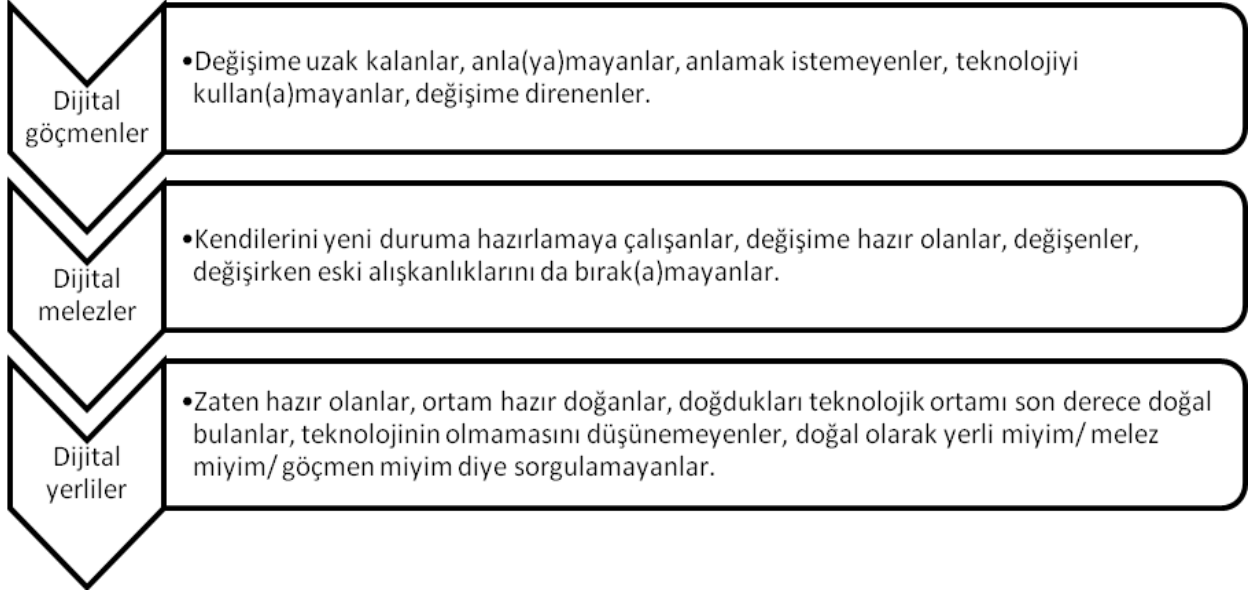 Dijital
göçmenler
•Değişime uzak kalanlar, anla(ya)mayanlar, anlamak istemeyenler, teknolojiyi
kullan(a)mayanlar, değişime direnenler.
Dijital
melezler
•Kendilerini yeni duruma hazırlamaya çalışanlar, değişime hazır olanlar, değişenler,
değişirken eski alışkanlıklarını da bırak(a)mayanlar.
Dijital
yerliler
•Zaten hazır olanlar, ortam hazır doğanlar, doğdukları teknolojik ortamı son derece doğal
bulanlar, teknolojinin olmamasını düşünemeyenler, doğal olarak yerli miyim/ melez
miyim/ göçmen miyim diye sorgulamayanlar.